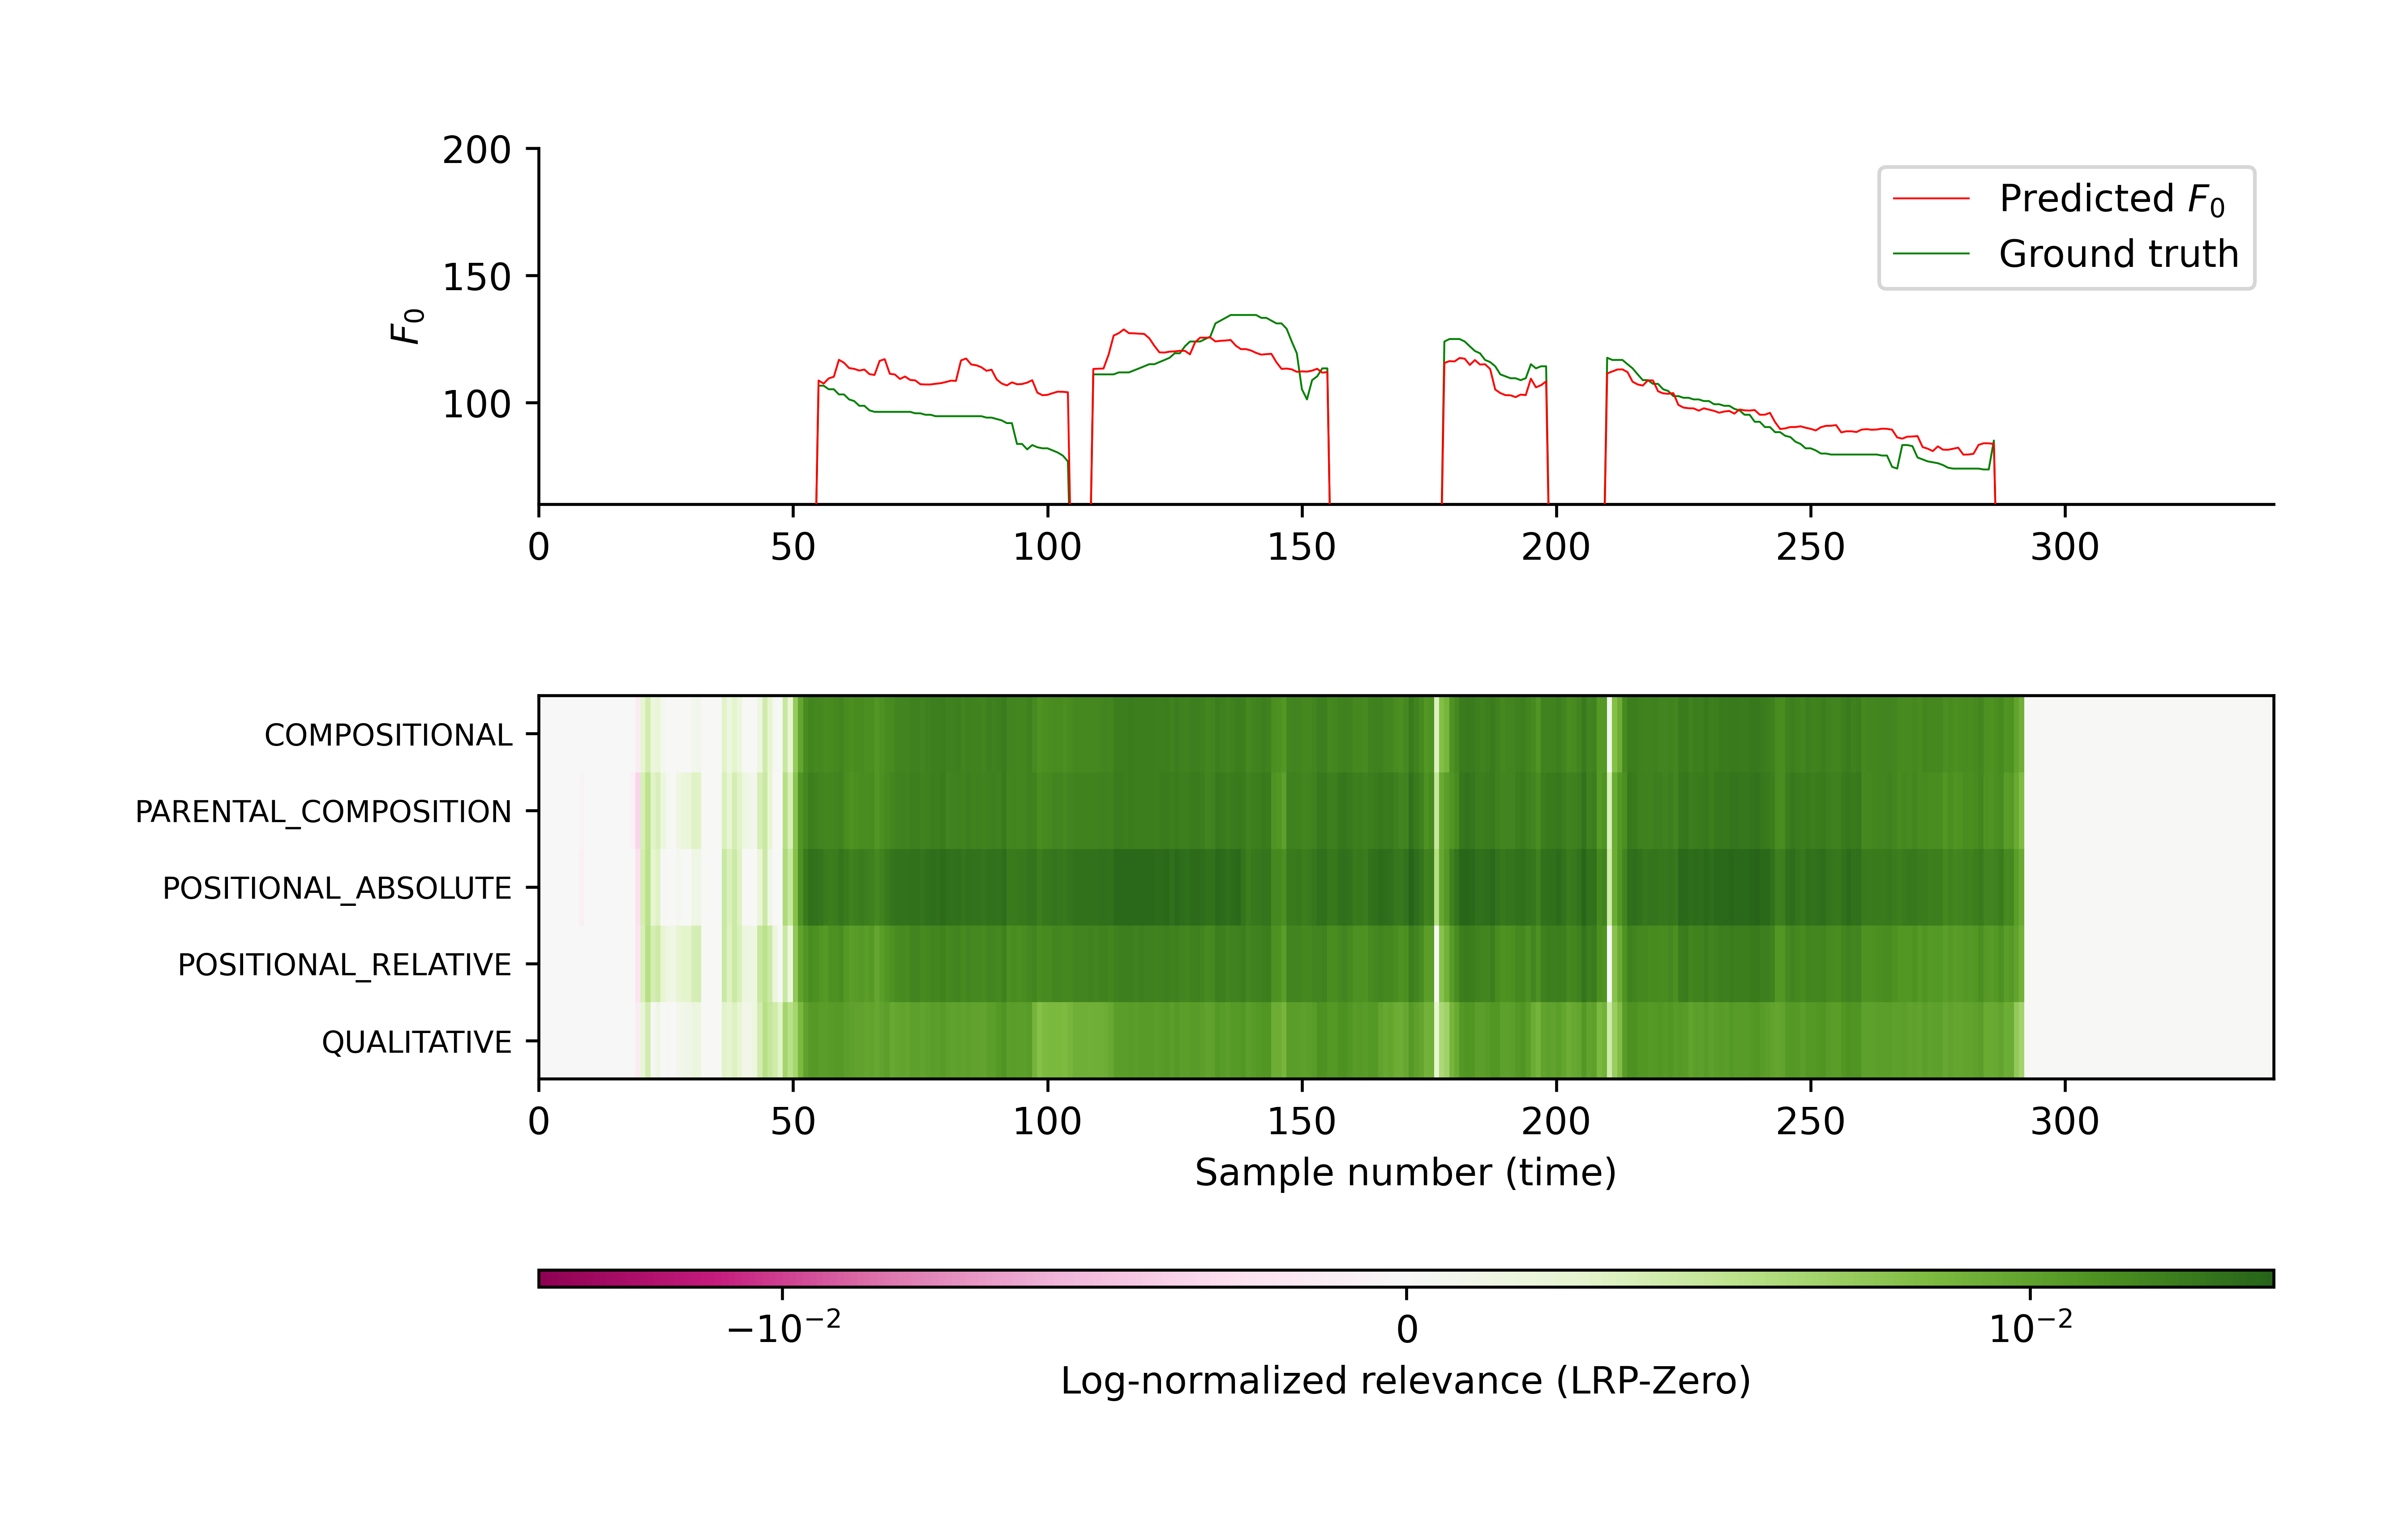 200
150
100
F₀
Predicted F₀
Ground truth
0 50 100 150 200 250 300
COMPOSITIONAL
PARENTAL_COMPOSITION
POSITIONAL_ABSOLUTE
POSITIONAL_RELATIVE
QUALITATIVE
0 50 100 150 200 250 300
Sample number (time)
−10⁻² 0 10⁻²
Log-normalized relevance (LRP-Zero)